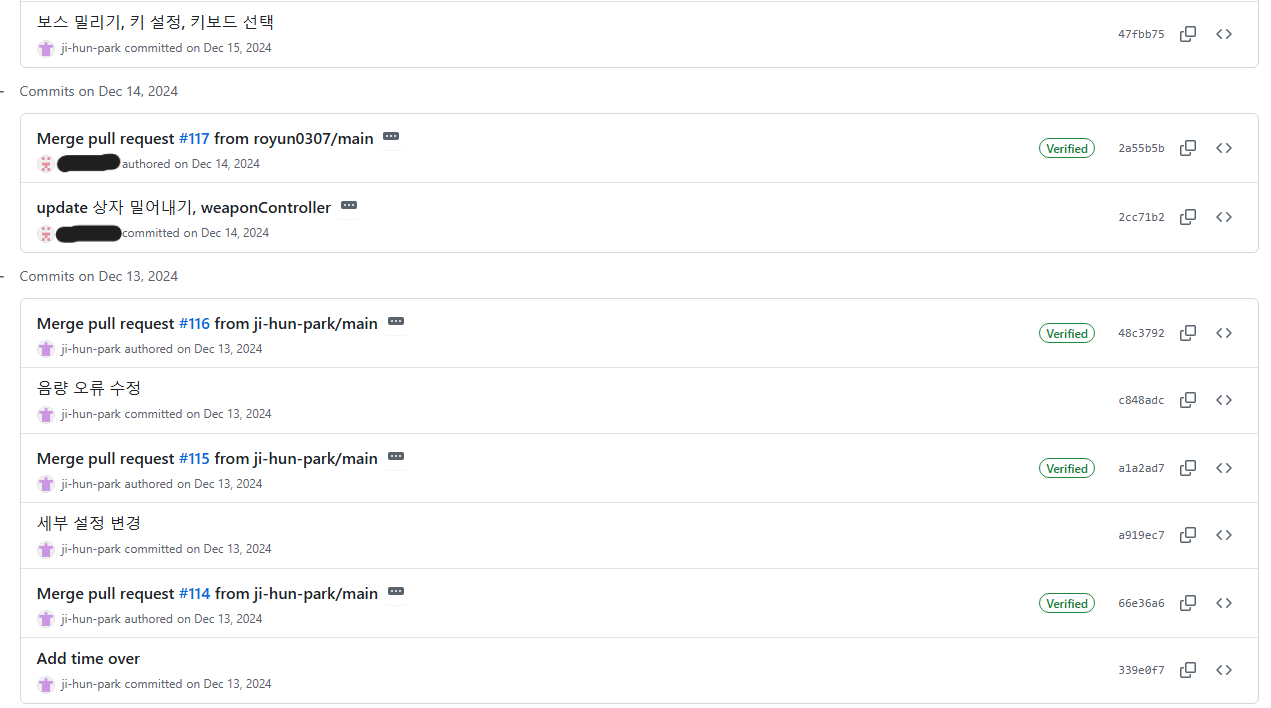 보스 밀리기, 키 설정, 키보드 선택
ji-hun-park committed on Dec 15, 2024
47fbb75
Commits on Dec 14, 2024
Merge pull request #117 from royun0307/main
authored on Dec 14, 2024
Verified
2a55b5b
update 상자 밀어내기, weaponController
committed on Dec 14, 2024
2cc71b2
Commits on Dec 13, 2024
Merge pull request #116 from ji-hun-park/main
ji-hun-park authored on Dec 13, 2024
Verified
48c3792
음량 오류 수정
ji-hun-park committed on Dec 13, 2024
c848adc
Merge pull request #115 from ji-hun-park/main
ji-hun-park authored on Dec 13, 2024
Verified
a1a2ad7
세부 설정 변경
ji-hun-park committed on Dec 13, 2024
a919ec7
Merge pull request #114 from ji-hun-park/main
ji-hun-park authored on Dec 13, 2024
Verified
66e36a6
Add time over
ji-hun-park committed on Dec 13, 2024
339e0f7